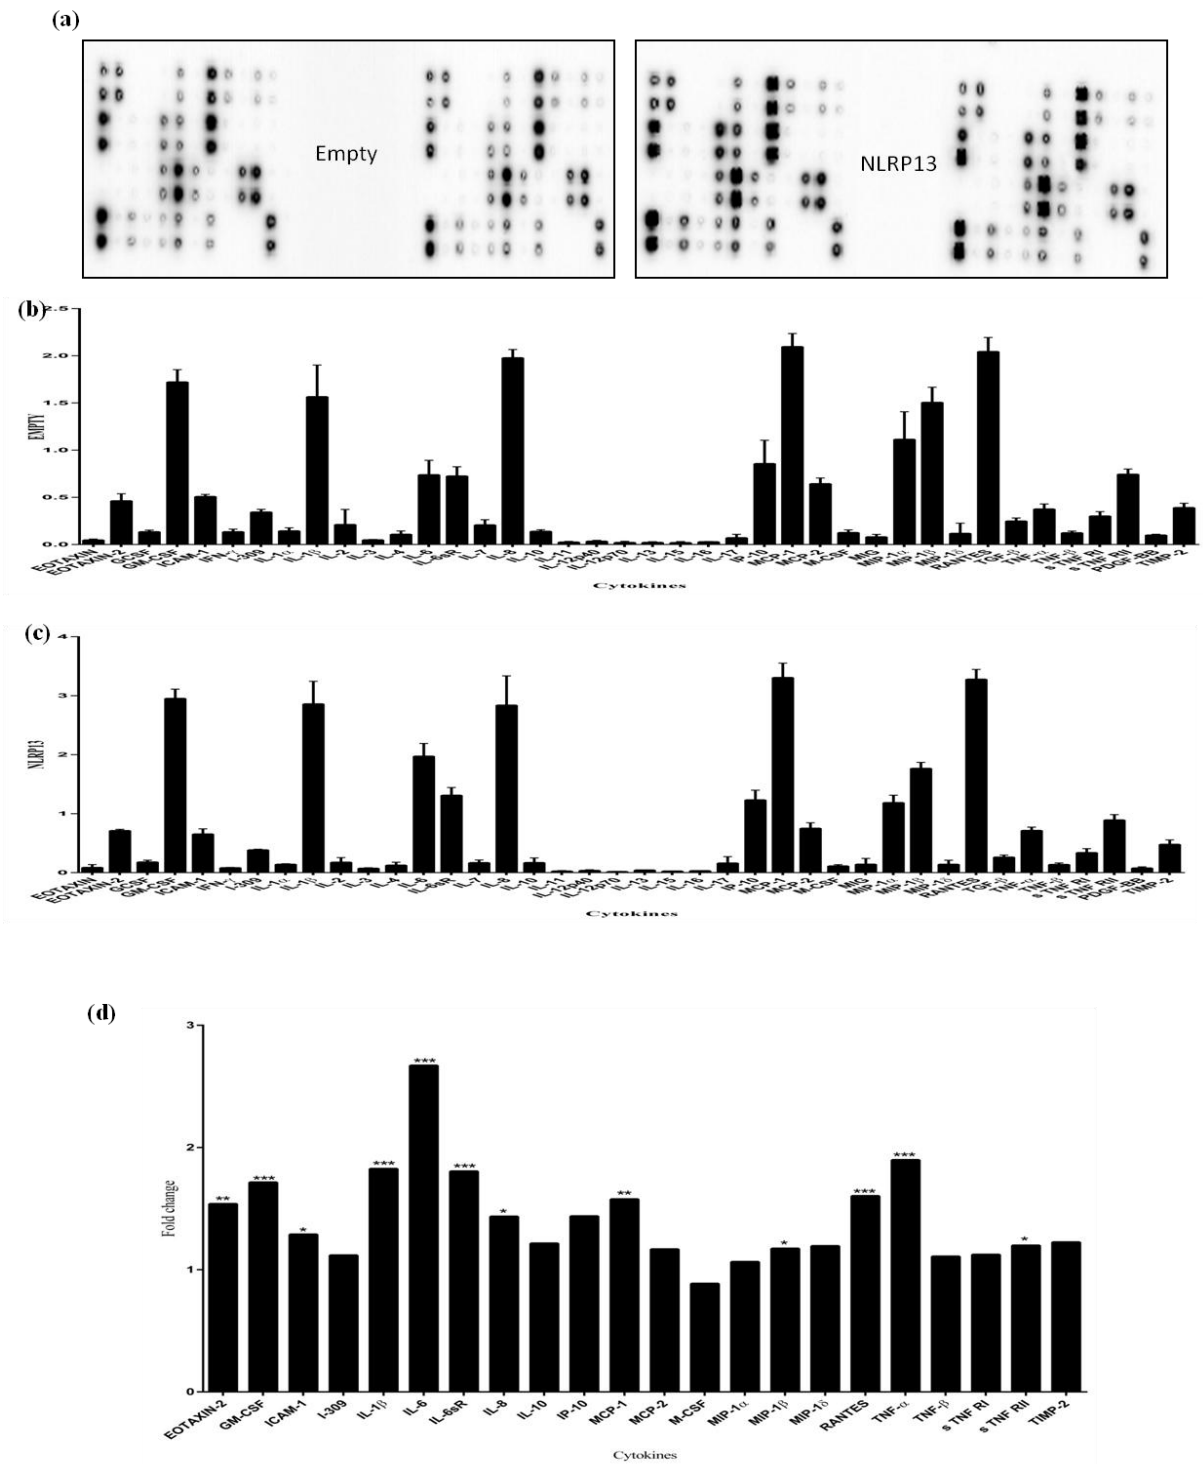 (a)
Empty
NLRP13
(b)
2.5
2.0
1.5
1.0
0.5
0.0
EMPTY
EOTAXIN
EOTAXIN-2
GCSF
GM-CSF
ICAM-1
IFN-γ
I-309
IL-1α
IL-1β
IL-2
IL-3
IL-4
IL-6
IL-6sR
IL-7
IL-8
IL-10
IL-11
IL-12p40
IL-12p70
IL-13
IL-15
IL-16
IL-17
IP-10
MCP-1
MCP-2
M-CSF
MIG
MIP-1α
MIP-1β
MIP-1δ
RANTES
TGF-β
TNF-α
TNF-β
s TNF RI
s TNF RII
PDGF-BB
TIMP-2
Cytokines
(c)
4
3
2
1
0
NLRP13
EOTAXIN
EOTAXIN-2
GCSF
GM-CSF
ICAM-1
IFN-γ
I-309
IL-1α
IL-1β
IL-2
IL-3
IL-4
IL-6
IL-6sR
IL-7
IL-8
IL-10
IL-11
IL-12p40
IL-12p70
IL-13
IL-15
IL-16
IL-17
IP-10
MCP-1
MCP-2
M-CSF
MIG
MIP-1α
MIP-1β
MIP-1δ
RANTES
TGF-β
TNF-α
TNF-β
s TNF RI
s TNF RII
PDGF-BB
TIMP-2
Cytokines
(d)
3
2
1
0
Fold change
**
***
*
***
***
***
*
**
*
***
***
*
EOTAXIN-2
GM-CSF
ICAM-1
I-309
IL-1β
IL-6
IL-6sR
IL-8
IL-10
IP-10
MCP-1
MCP-2
M-CSF
MIP-1α
MIP-1β
MIP-1δ
RANTES
TNF-α
TNF-β
s TNF RI
s TNF RII
TIMP-2
Cytokines